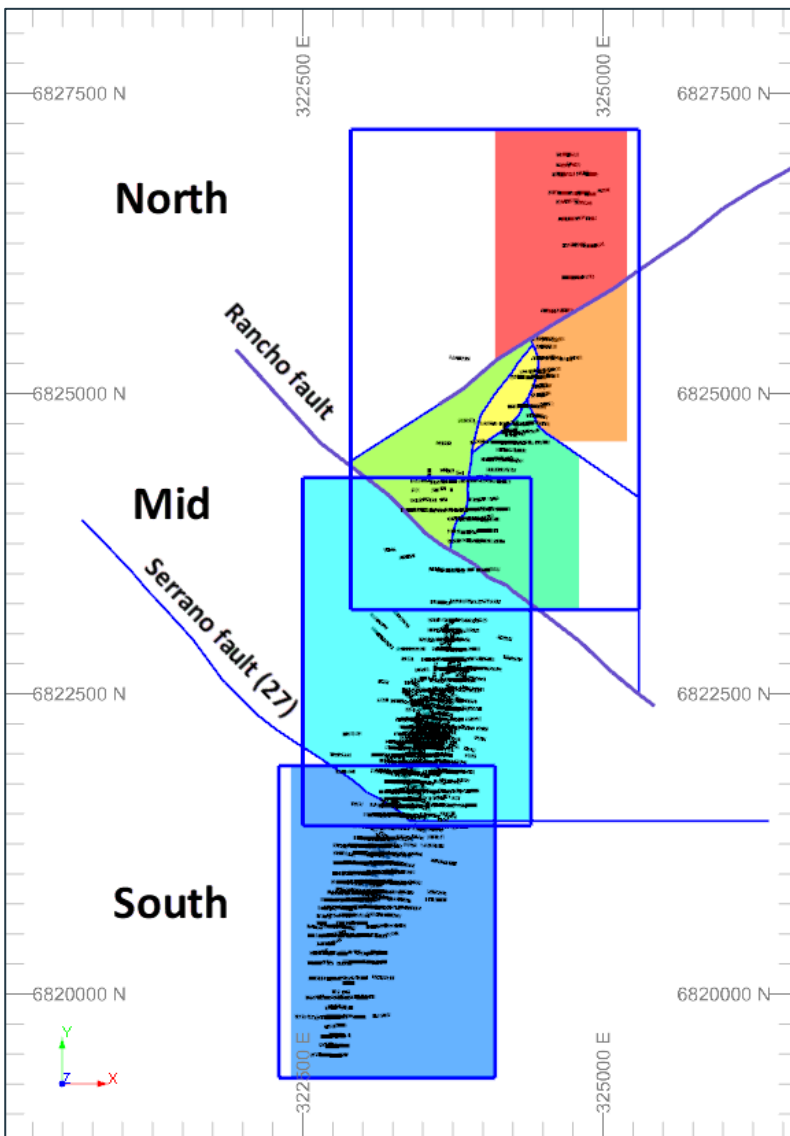 322500 E
325000 E
6827500 N
6827500 N
North
Rancho fault
6825000 N
6825000 N
Mid
Serrano fault (27)
6822500 N
6822500 N
South
6820000 N
6820000 N
322500 E
325000 E
Y
Z
X